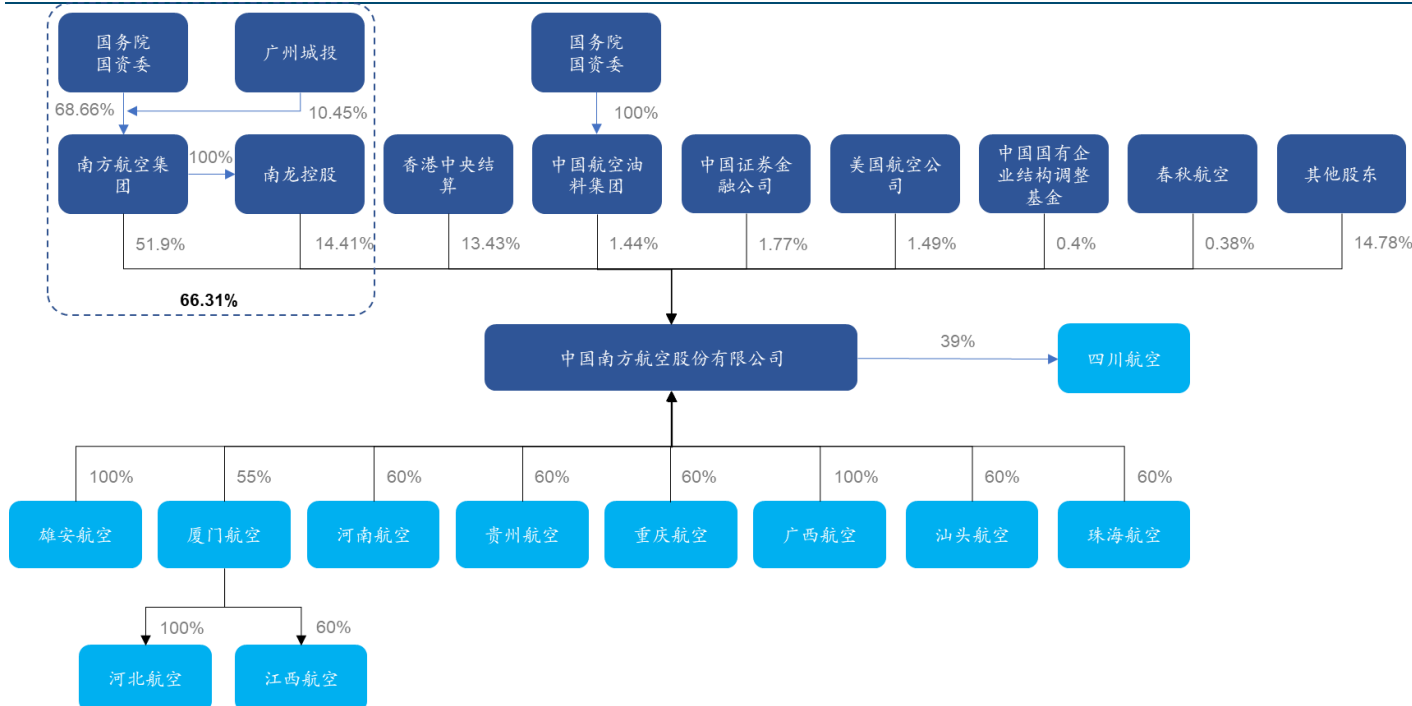 国务院
国资委
广州城投
国务院
国资委
68.66%
10.45%
100%
南方航空集
团
100%
南龙控股
香港中央结
算
中国航空油
料集团
中国证券金
融公司
美国航空公
司
中国国有企
业结构调整
基金
春秋航空
其他股东
51.9%
14.41%
13.43%
1.44%
1.77%
1.49%
0.4%
0.38%
14.78%
66.31%
中国南方航空股份有限公司
39%
四川航空
100%
55%
60%
60%
60%
100%
60%
60%
雄安航空
厦门航空
河南航空
贵州航空
重庆航空
广西航空
汕头航空
珠海航空
100%
60%
河北航空
江西航空